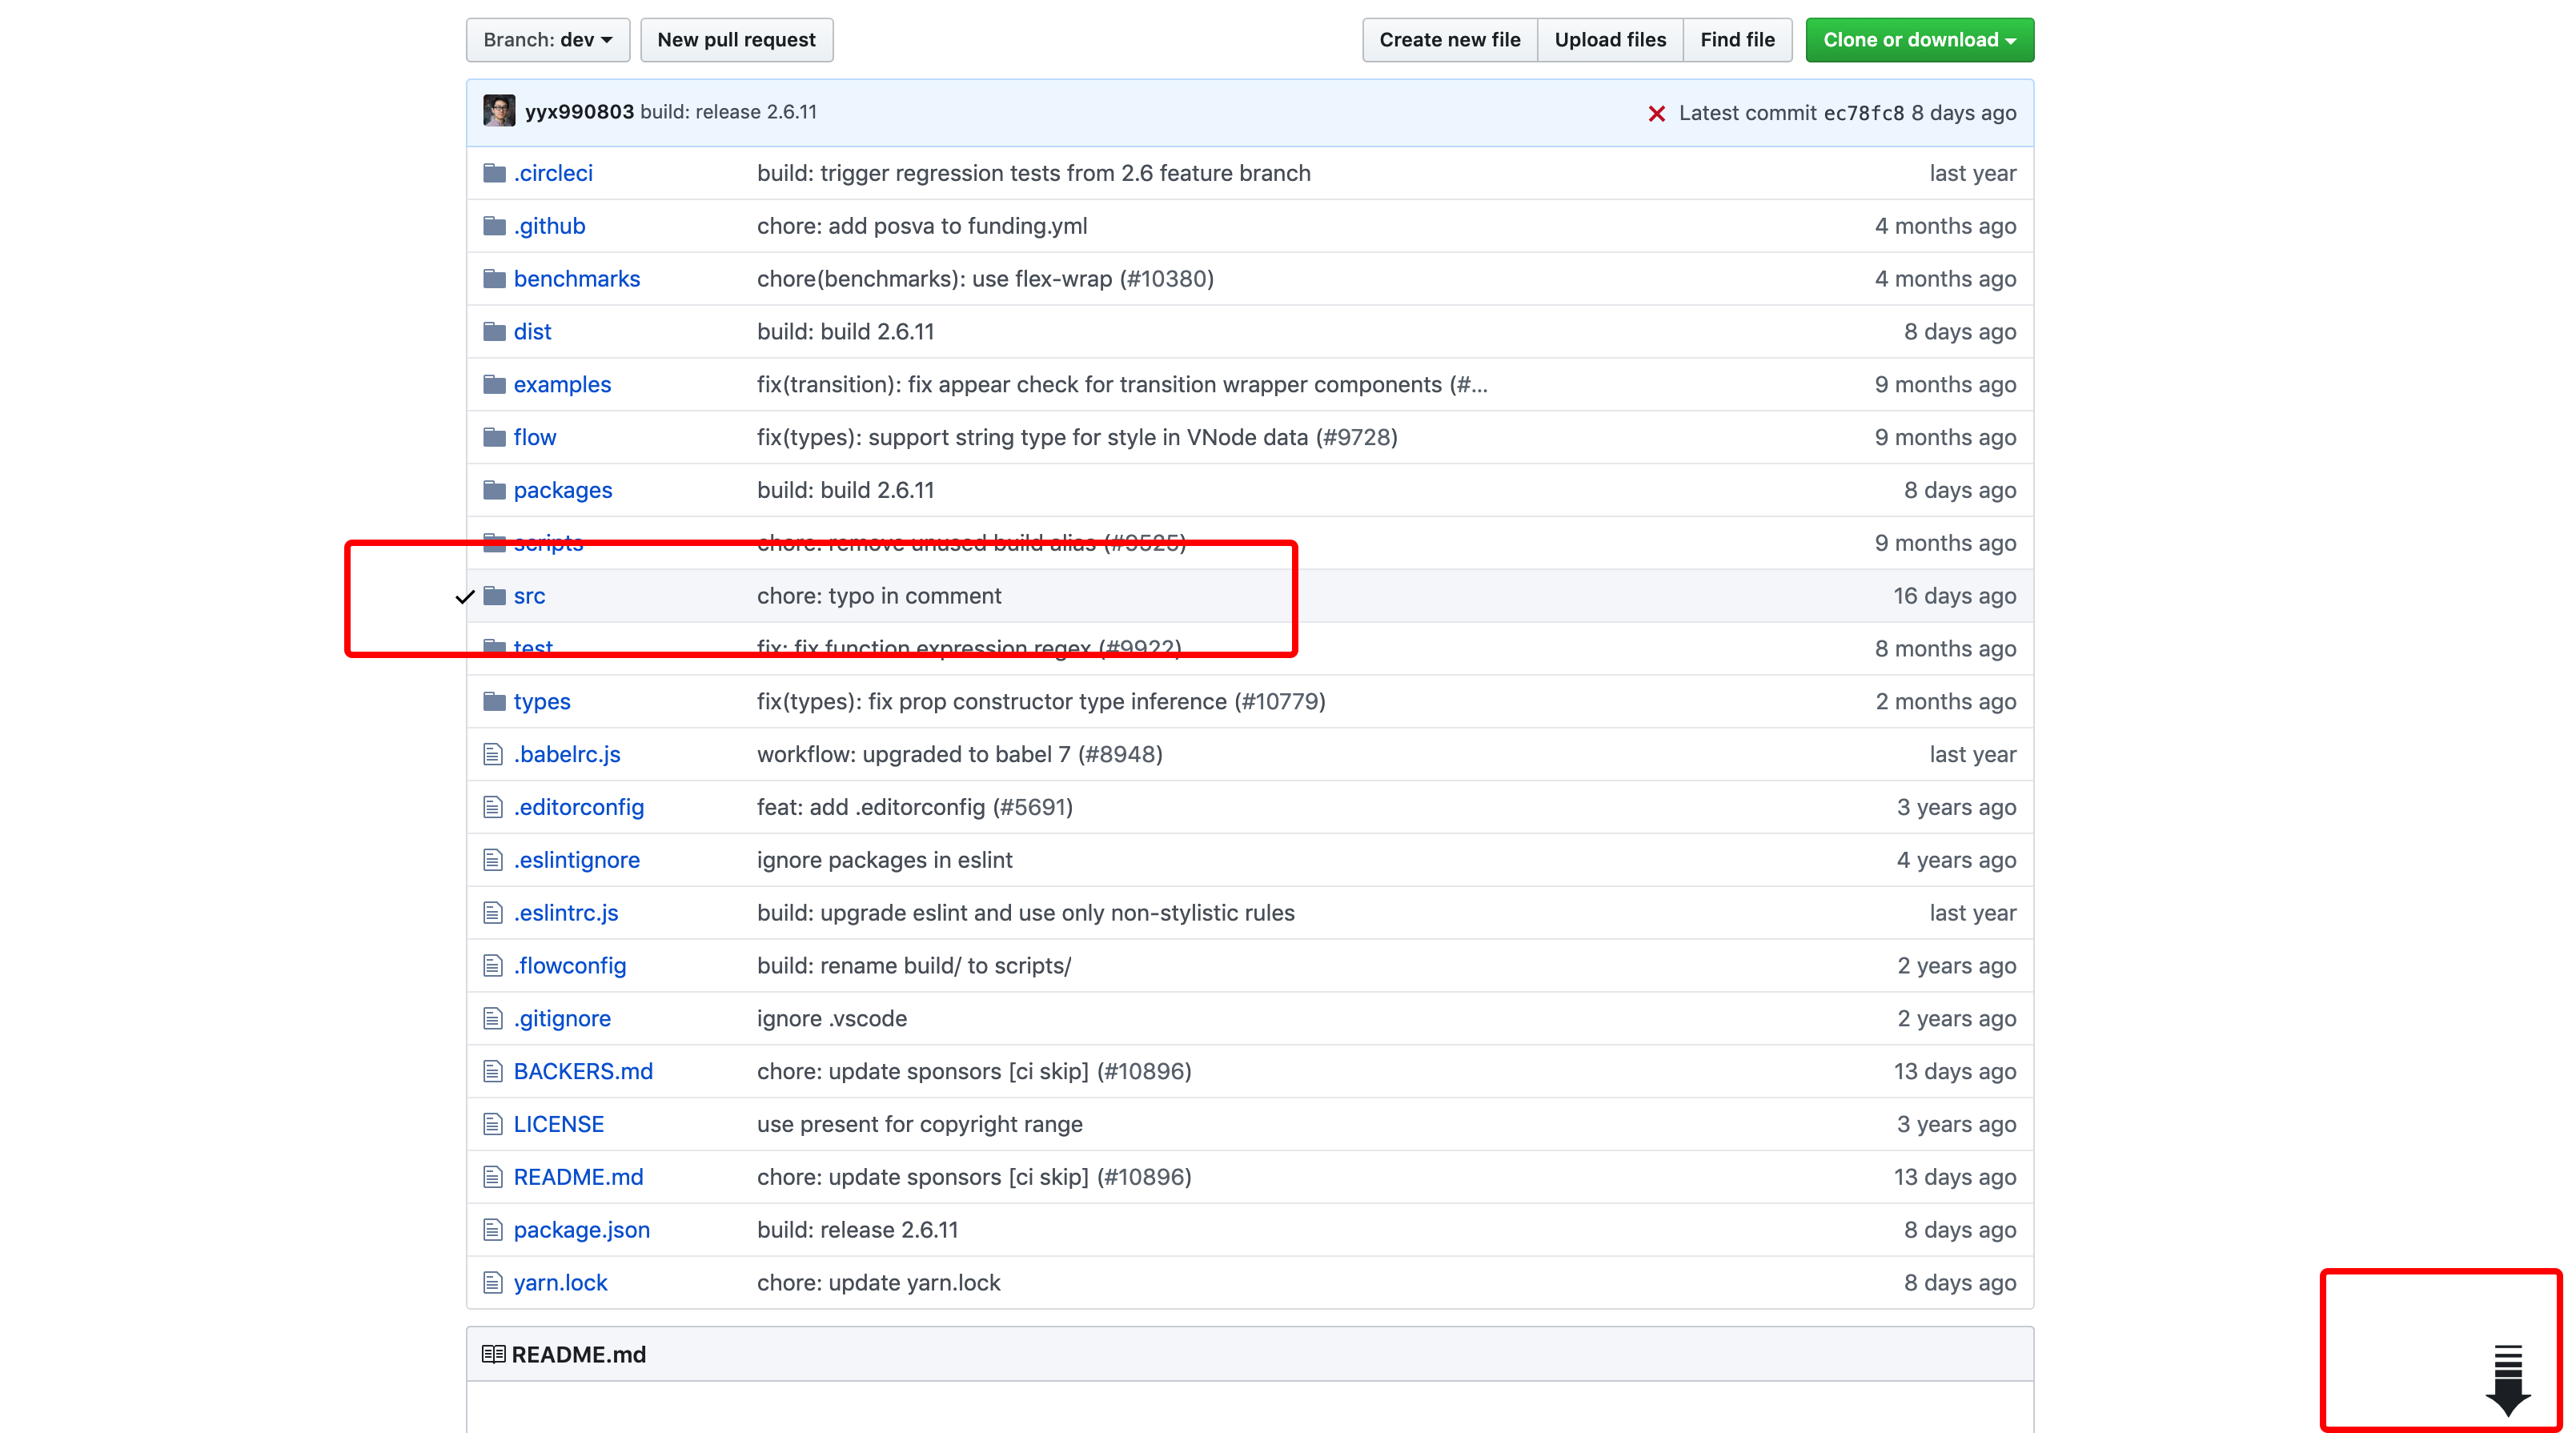 Branch: dev New pull request Create new file Upload files Find file Clone or download
yyx990803 build: release 2.6.11 Latest commit ec78fc8 8 days ago
.circleci build: trigger regression tests from 2.6 feature branch last year
.github chore: add posva to funding.yml 4 months ago
benchmarks chore(benchmarks): use flex-wrap (#10380) 4 months ago
dist build: build 2.6.11 8 days ago
examples fix(transition): fix appear check for transition wrapper components (#... 9 months ago
flow fix(types): support string type for style in VNode data (#9728) 9 months ago
packages build: build 2.6.11 8 days ago
scripts chore: remove unused build alias (#9525) 9 months ago
src chore: typo in comment 16 days ago
test fix: fix function expression regex (#9922) 8 months ago
types fix(types): fix prop constructor type inference (#10779) 2 months ago
.babelrc.js workflow: upgraded to babel 7 (#8948) last year
.editorconfig feat: add .editorconfig (#5691) 3 years ago
.eslintignore ignore packages in eslint 4 years ago
.eslintrc.js build: upgrade eslint and use only non-stylistic rules last year
.flowconfig build: rename build/ to scripts/ 2 years ago
.gitignore ignore .vscode 2 years ago
BACKERS.md chore: update sponsors [ci skip] (#10896) 13 days ago
LICENSE use present for copyright range 3 years ago
README.md chore: update sponsors [ci skip] (#10896) 13 days ago
package.json build: release 2.6.11 8 days ago
yarn.lock chore: update yarn.lock 8 days ago
README.md